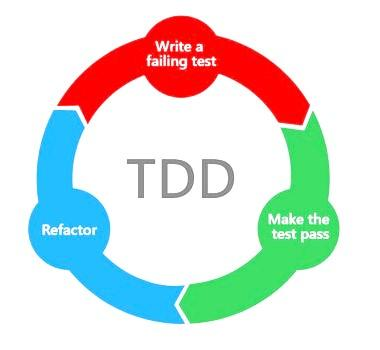 Write a
failing test
TDD
Make the
test pass
Refactor